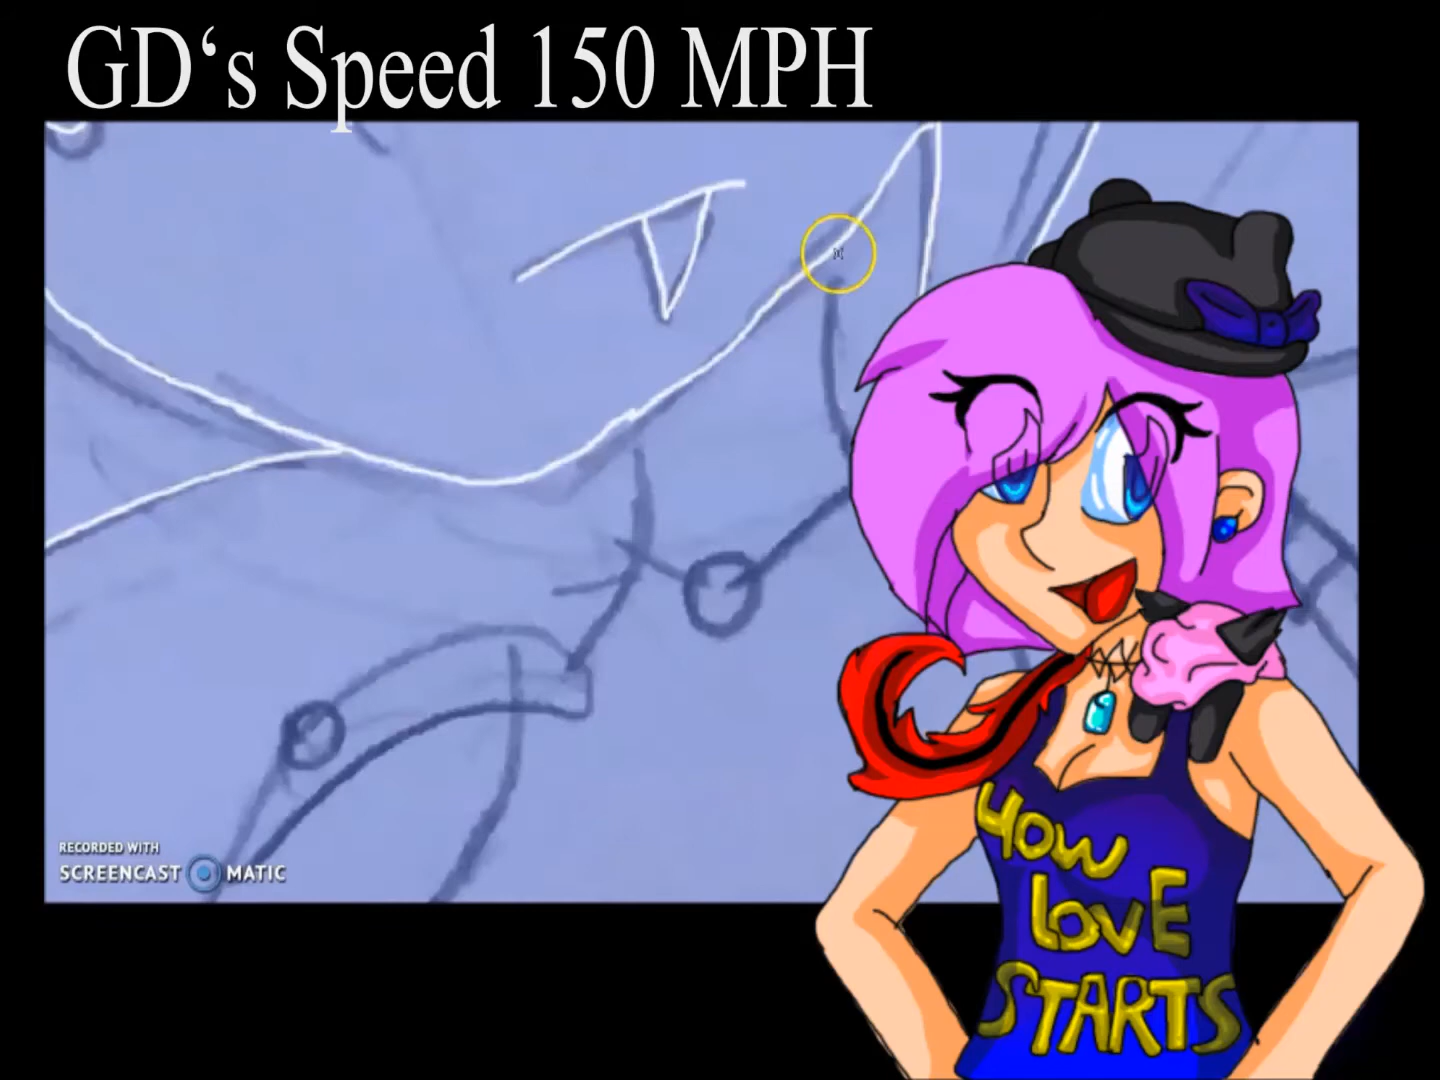 GD‘s Speed 150 MPH
RECORDED WITH
SCREENCAST MATIC
HOW
LOVE
STARTS